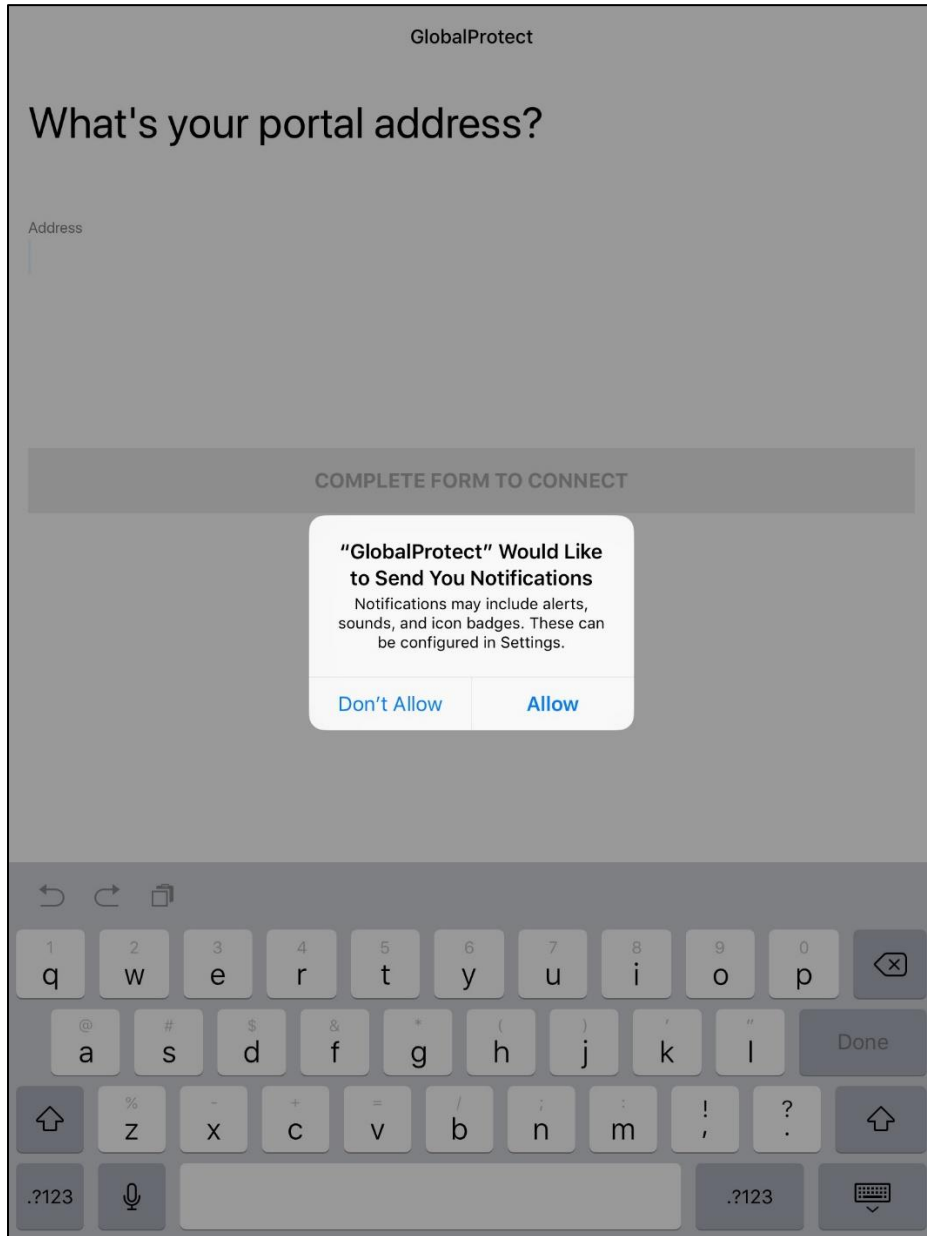 GlobalProtect
What's your portal address?
Address
COMPLETE FORM TO CONNECT
“GlobalProtect” Would Like
to Send You Notifications
Notifications may include alerts,
sounds, and icon badges. These can
be configured in Settings.
Don’t Allow Allow
1 2 3 4 5 6 7 8 9 0
q w e r t y u i o p
@ # $ & * ( ) ' "
a s d f g h j k l Done
% - + = / ; : ! ?
z x c v b n m , .
.?123 .?123